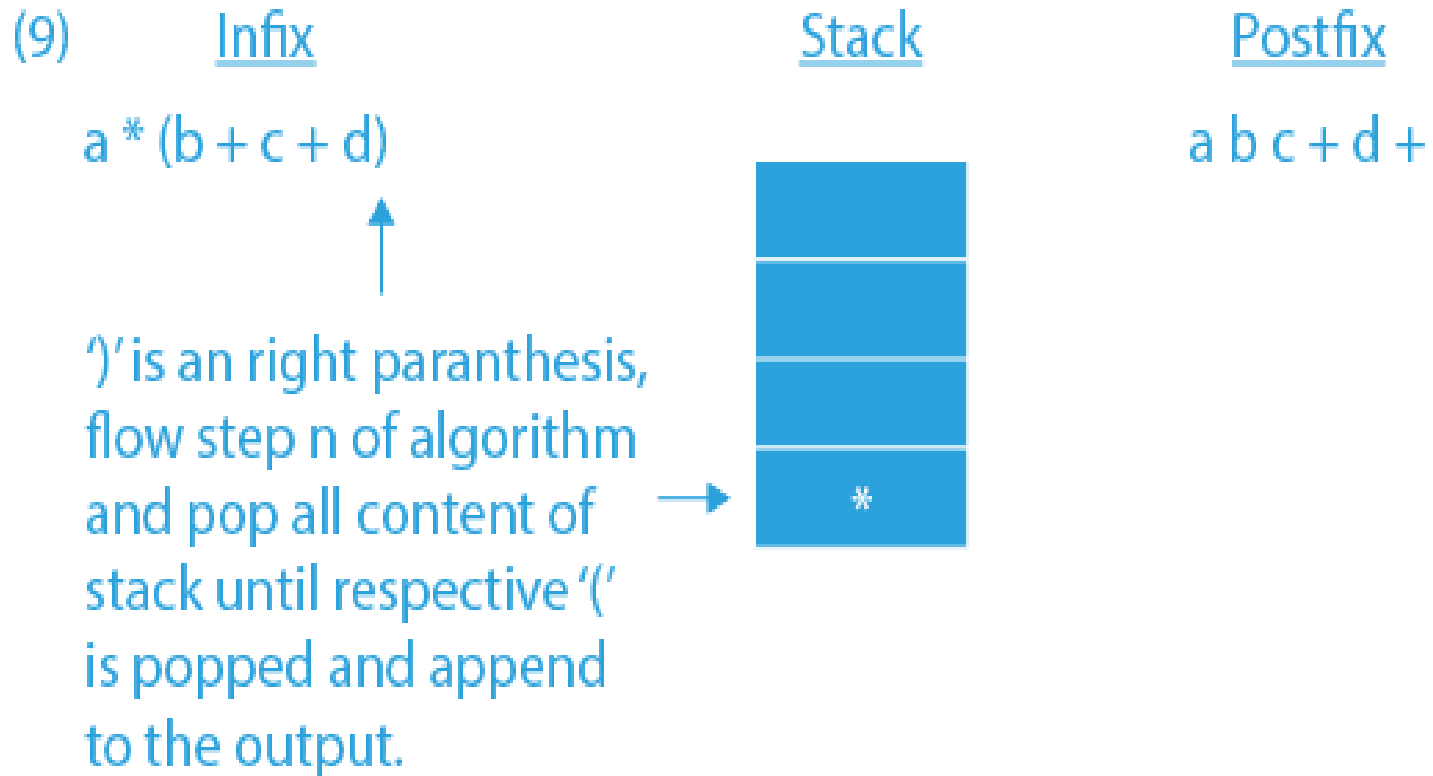 (9) Infix Stack Postfix
a * (b + c + d) a b c + d +
‘)’ is an right paranthesis,
flow step n of algorithm
and pop all content of
*
stack until respective ‘(’
is popped and append
to the output.